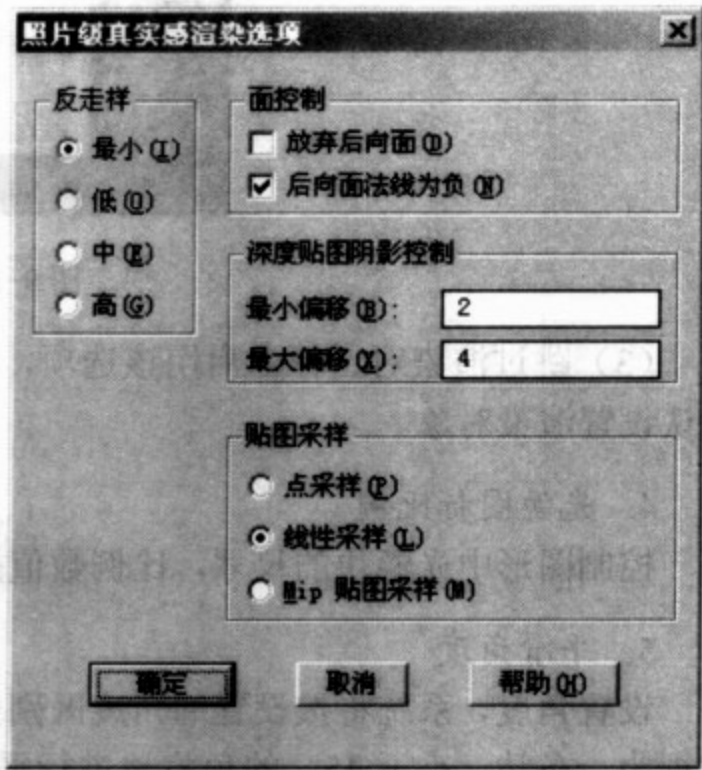 照片级真实感渲染选项
反走样
最小(I)
低(O)
中(E)
高(G)
面控制
放弃后向面(D)
后向面法线为负(N)
深度贴图阴影控制
最小偏移(B): 2
最大偏移(X): 4
贴图采样
点采样(P)
线性采样(L)
Mip 贴图采样(M)
确定
取消
帮助(H)